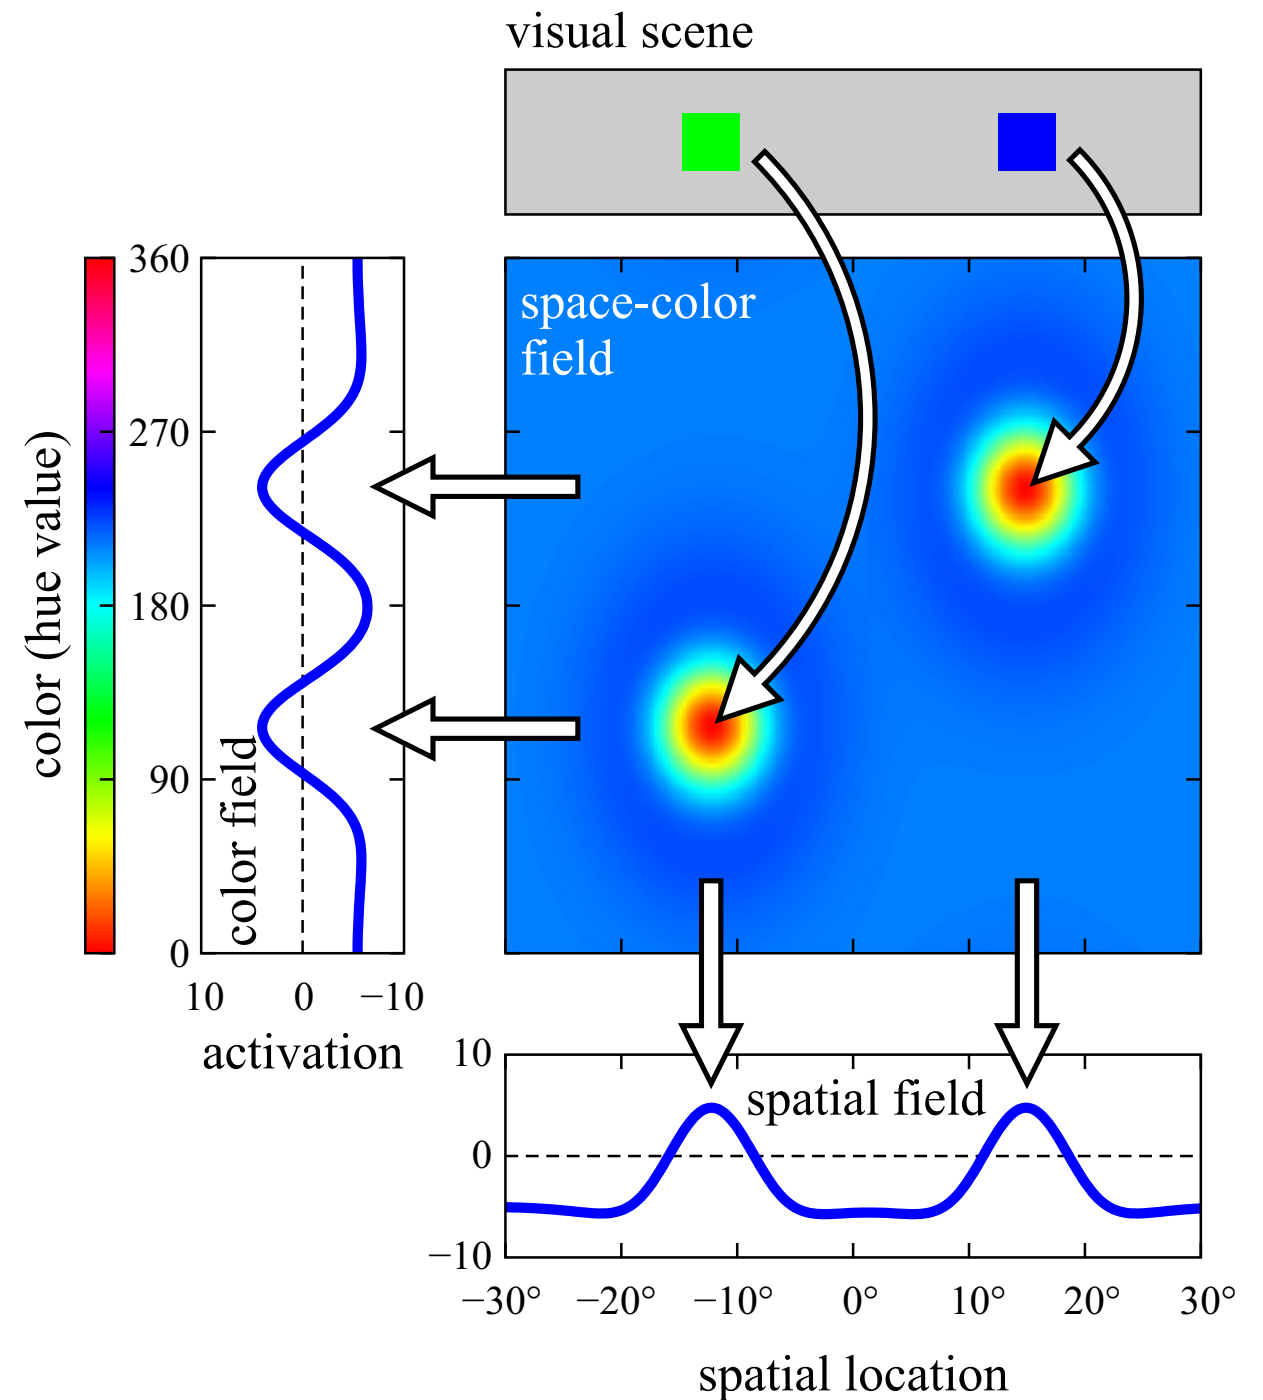 visual scene
space-color
field
color (hue value)
360
270
180
90
0
color field
10 0 −10
activation
10
0
−10
spatial field
−30° −20° −10° 0° 10° 20° 30°
spatial location